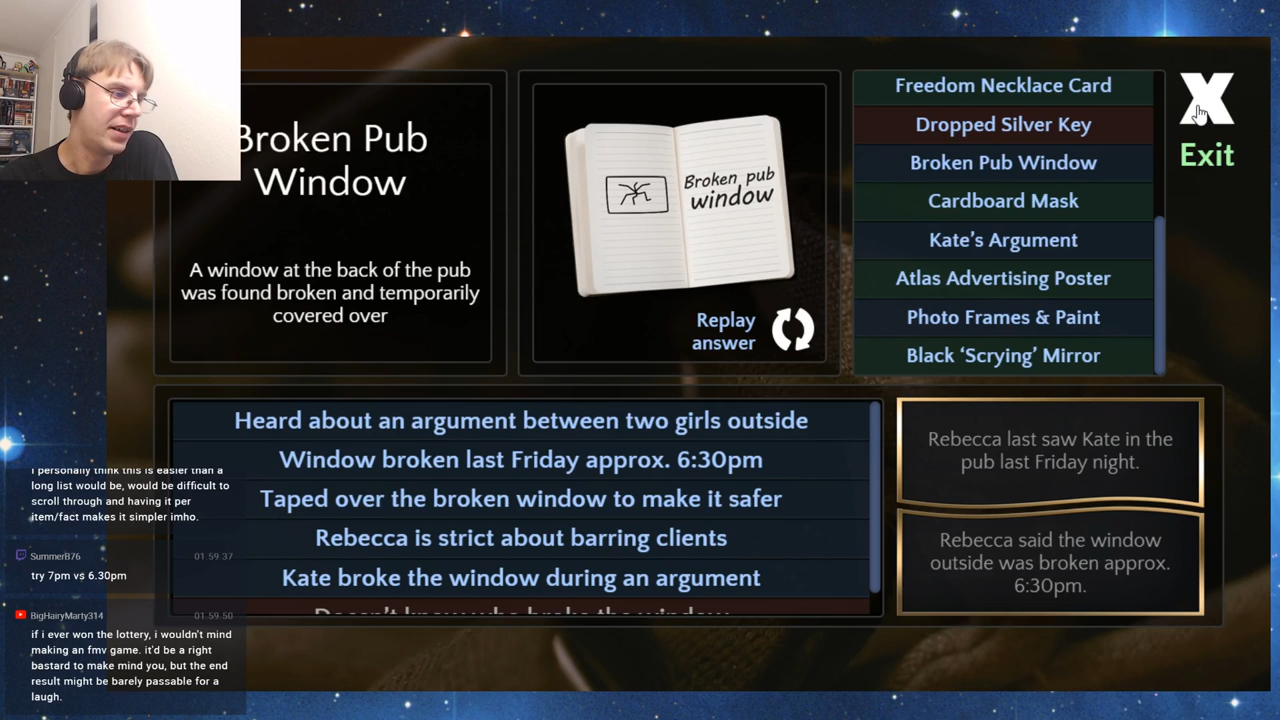 Broken Pub
Window
A window at the back of the pub
was found broken and temporarily
covered over
Broken pub
window
Replay
answer
Freedom Necklace Card
Dropped Silver Key
Broken Pub Window
Cardboard Mask
Kate's Argument
Atlas Advertising Poster
Photo Frames & Paint
Black 'Scrying' Mirror
X
Exit
Heard about an argument between two girls outside
Window broken last Friday approx. 6:30pm
Taped over the broken window to make it safer
Rebecca is strict about barring clients
Kate broke the window during an argument
Doesn't know who broke the window
Rebecca last saw Kate in the
pub last Friday night.
Rebecca said the window
outside was broken approx.
6:30pm.
I personally think this is easier than a
long list would be, would be difficult to
scroll through and having it per
item/fact makes it simpler imho.
SummerB76 01.59.37
try 7pm vs 6.30pm
BigHairyMarty314 01.59.50
if i ever won the lottery, i wouldn't mind
making an fmv game. it'd be a right
bastard to make mind you, but the end
result might be barely passable for a
laugh.